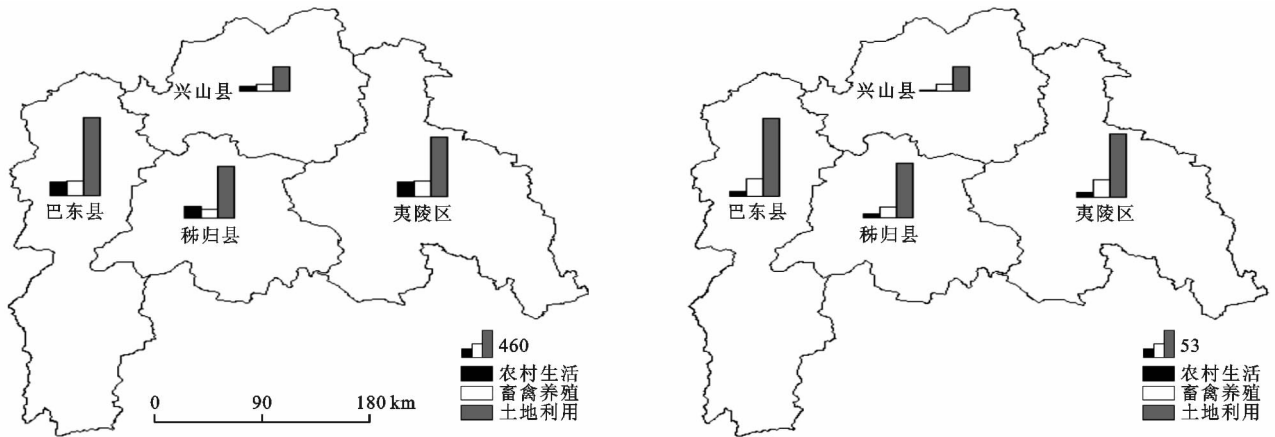 兴山县
巴东县
秭归县
夷陵区
460
农村生活
畜禽养殖
土地利用
0 90 180 km
兴山县
巴东县
秭归县
夷陵区
53
农村生活
畜禽养殖
土地利用